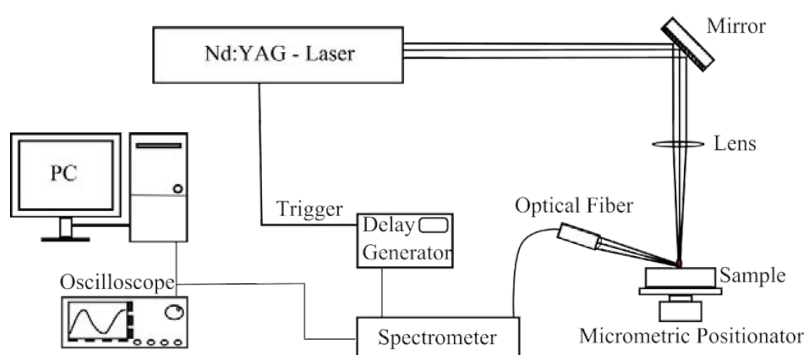 Mirror
Nd:YAG - Laser
Lens
PC
Optical Fiber
Trigger
Delay
Generator
Oscilloscope
Sample
Spectrometer
Micrometric Positionator